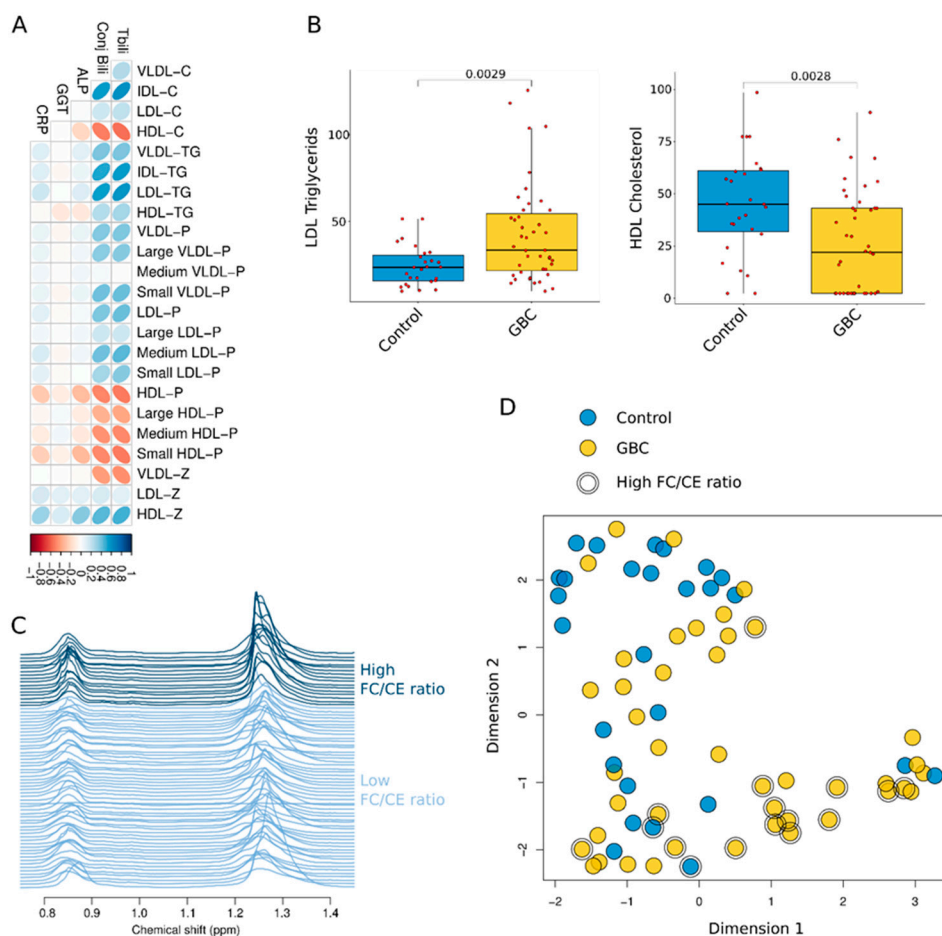 A
CRP
GGT
ALP
Conj Bili
Tbili
VLDL–C
IDL–C
LDL–C
HDL–C
VLDL–TG
IDL–TG
LDL–TG
HDL–TG
VLDL–P
Large VLDL–P
Medium VLDL–P
Small VLDL–P
LDL–P
Large LDL–P
Medium LDL–P
Small LDL–P
HDL–P
Large HDL–P
Medium HDL–P
Small HDL–P
VLDL–Z
LDL–Z
HDL–Z
–1 –0.8 –0.6 –0.4 –0.2 0 0.2 0.4 0.6 0.8 1
B
0.0029
LDL Triglycerids
100
50
Control
GBC
0.0028
HDL Cholesterol
100
75
50
25
0
Control
GBC
C
High
FC/CE ratio
Low
FC/CE ratio
0.8 0.9 1.0 1.1 1.2 1.3 1.4
Chemical shift (ppm)
D
Control
GBC
High FC/CE ratio
Dimension 2
2
1
0
−1
−2
−2 −1 0 1 2 3
Dimension 1